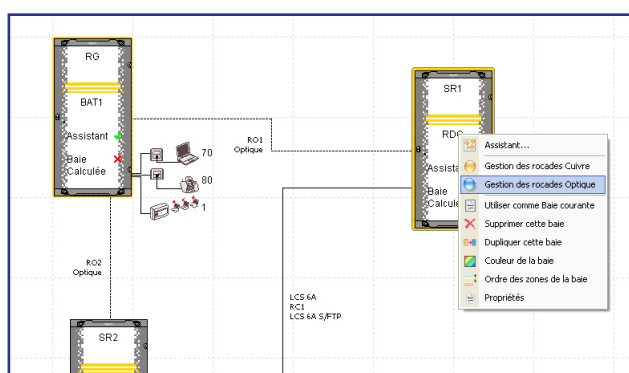 RG
BAT1
Assistant
Baie
Calculée
70
80
1
RO1
Optique
SR1
RDC
Assista
Baie
Calculé
Assistant...
Gestion des rocades Cuivre
Gestion des rocades Optique
Utiliser comme Baie courante
Supprimer cette baie
Dupliquer cette baie
Couleur de la Baie
Ordre des zones de la baie
Propriétés
RO2
Optique
LCS 6A
RC1
LCS 6A S/FTP
SR2